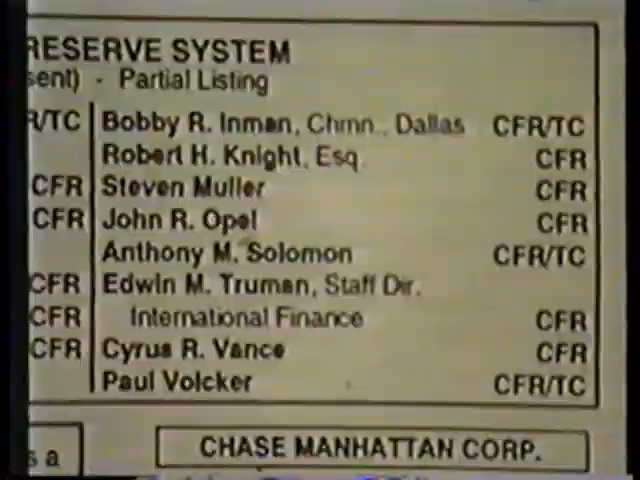 RESERVE SYSTEM
sent) - Partial Listing
R/TC Bobby R. Inman, Chmn., Dallas CFR/TC
Robert H. Knight, Esq. CFR
CFR Steven Muller CFR
CFR John R. Opel CFR
Anthony M. Solomon CFR/TC
CFR Edwin M. Truman, Staff Dir.
CFR International Finance CFR
CFR Cyrus R. Vance CFR
Paul Volcker CFR/TC
s a CHASE MANHATTAN CORP.